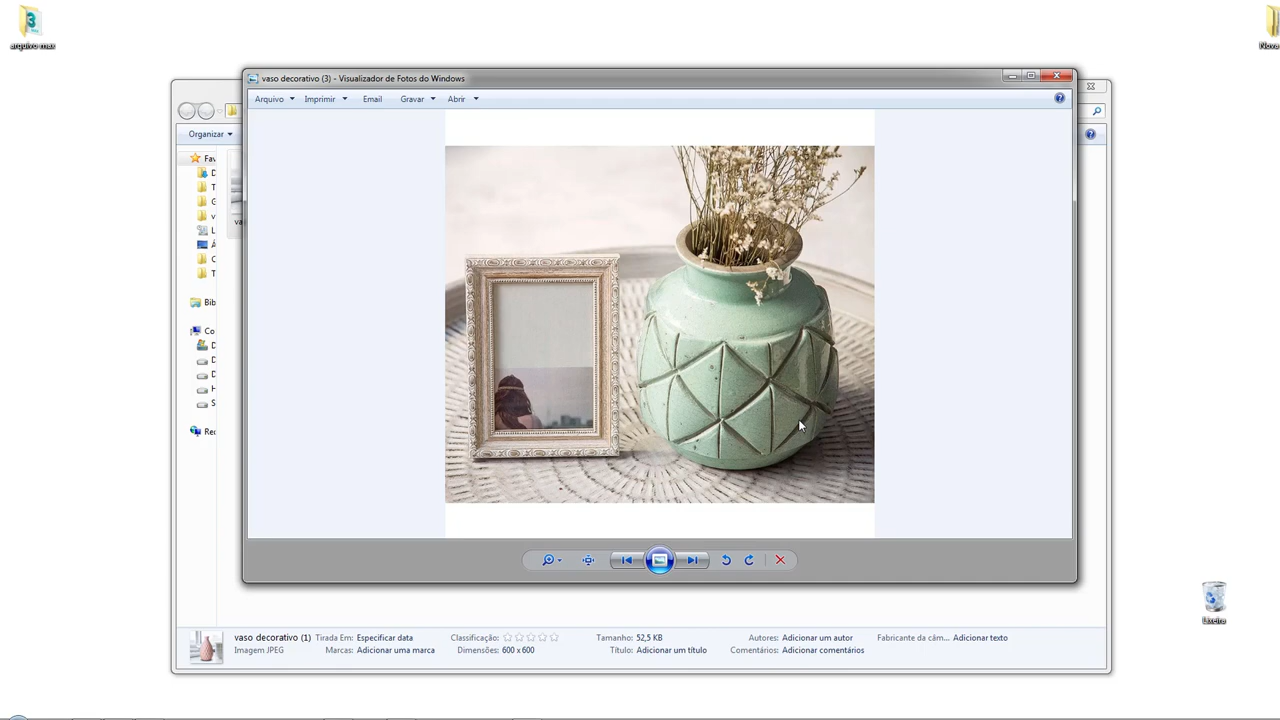 arquivo max
Nova
vaso decorativo (3) - Visualizador de Fotos do Windows
Arquivo
Imprimir
Email
Gravar
Abrir
Organizar
Fav
D
T
G
v
L
Á
C
T
Bib
Co
D
D
D
H
S
Rec
va
vaso decorativo (1)
Tirada Em: Especificar data
Classificação:
Tamanho: 52,5 KB
Autores: Adicionar um autor
Fabricante da câm... Adicionar texto
Imagem JPEG
Marcas: Adicionar uma marca
Dimensões: 600 x 600
Título: Adicionar um título
Comentários: Adicionar comentários
Lixeira